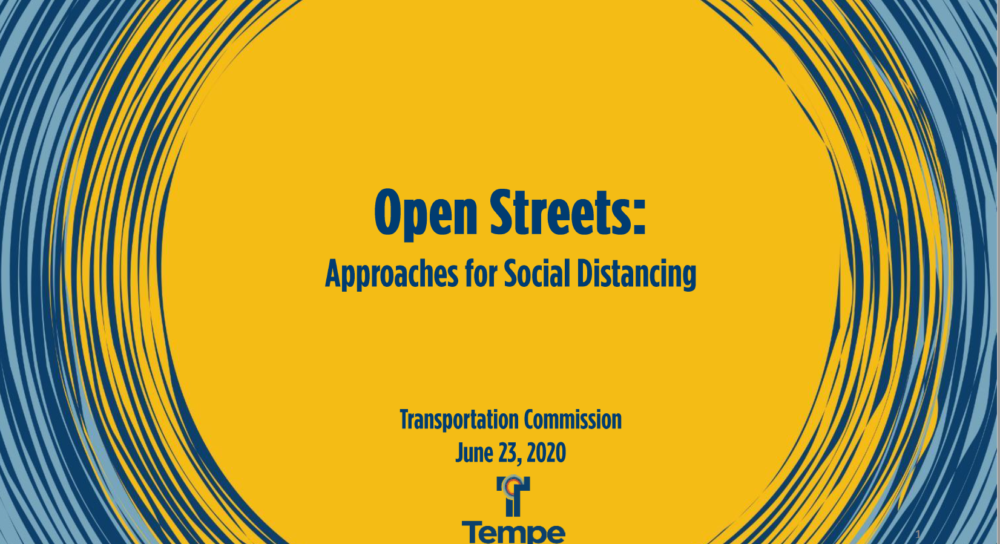 Open Streets:
Approaches for Social Distancing
Transportation Commission
June 23, 2020
Tempe
1